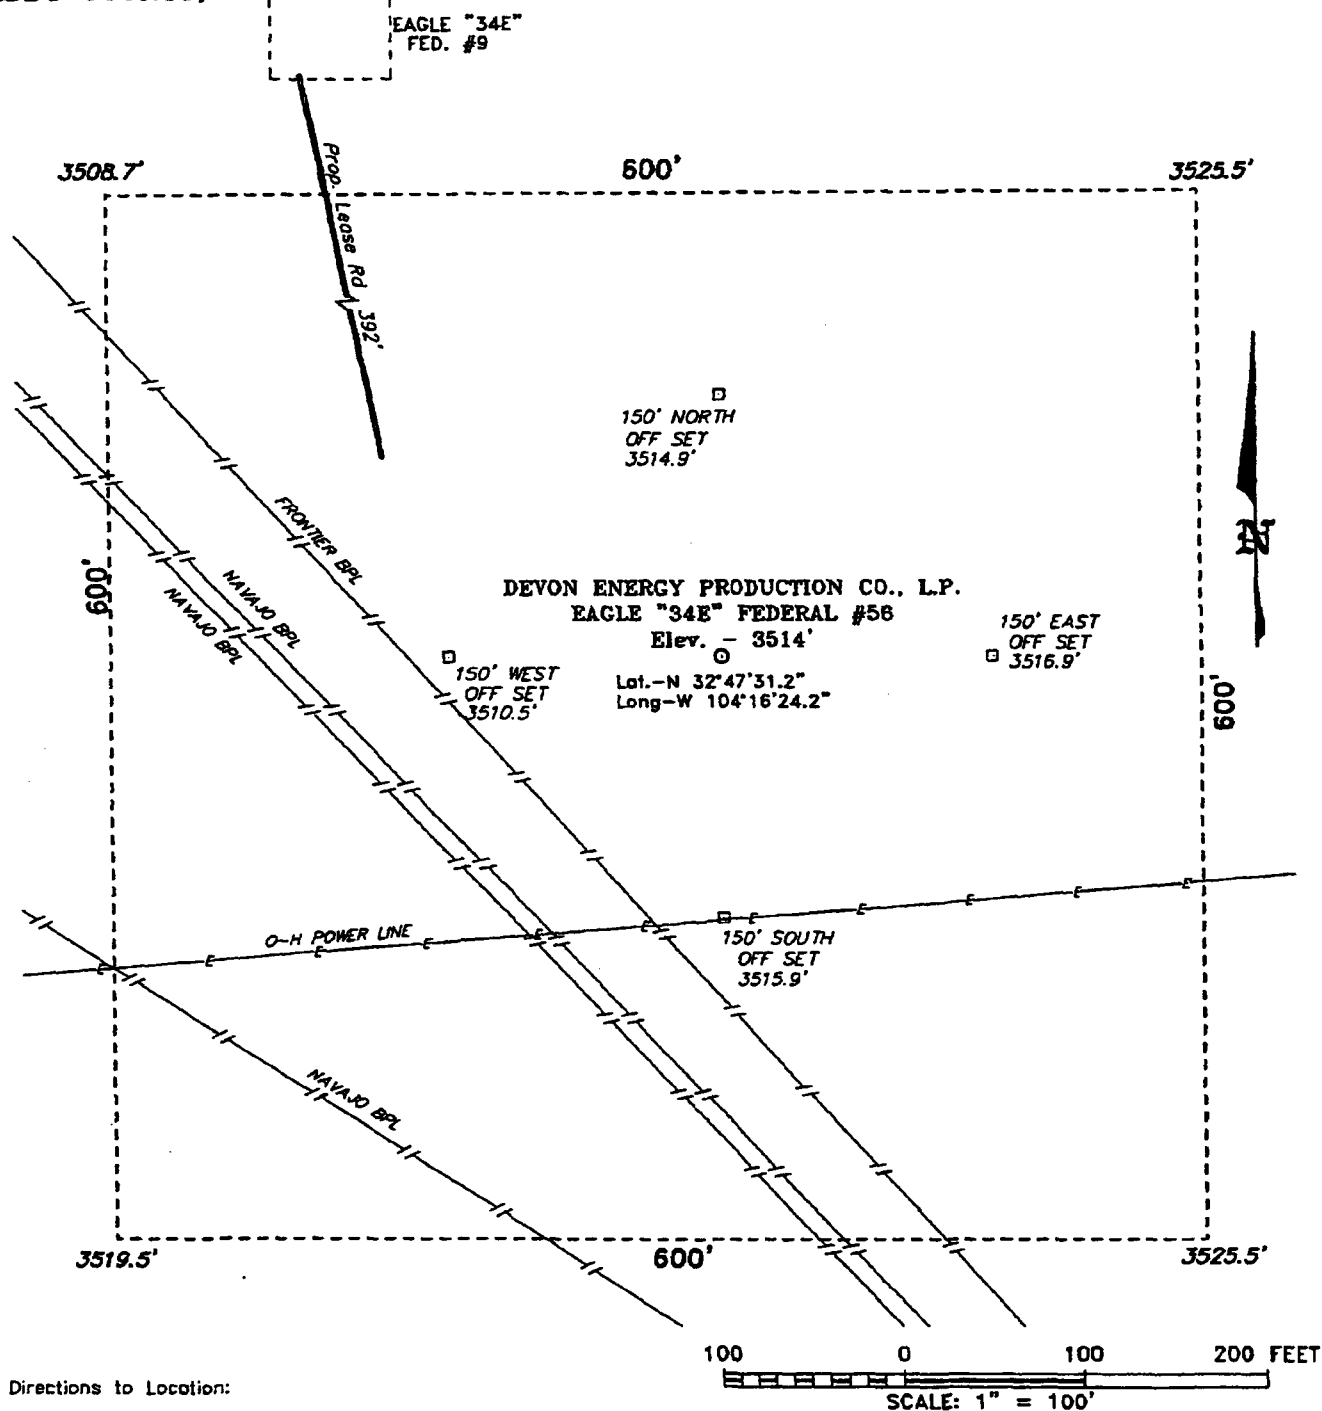 EAGLE "34E"
FED. #9
3508.7'
600'
3525.5'
Prop. Lease Rd 392'
150' NORTH
OFF SET
3514.9'
FRONTIER BPL
NAVAJO BPL
NAVAJO BPL
600'
DEVON ENERGY PRODUCTION CO., L.P.
EAGLE "34E" FEDERAL #56
Elev. - 3514'
Lat.-N 32°47'31.2"
Long-W 104°16'24.2"
150' WEST
OFF SET
3510.5'
150' EAST
OFF SET
3516.9'
600'
O-H POWER LINE
E E E E E E E E E E E
150' SOUTH
OFF SET
3515.9'
NAVAJO BPL
3519.5'
600'
3525.5'
100 0 100 200 FEET
SCALE: 1" = 100'
Directions to Location: